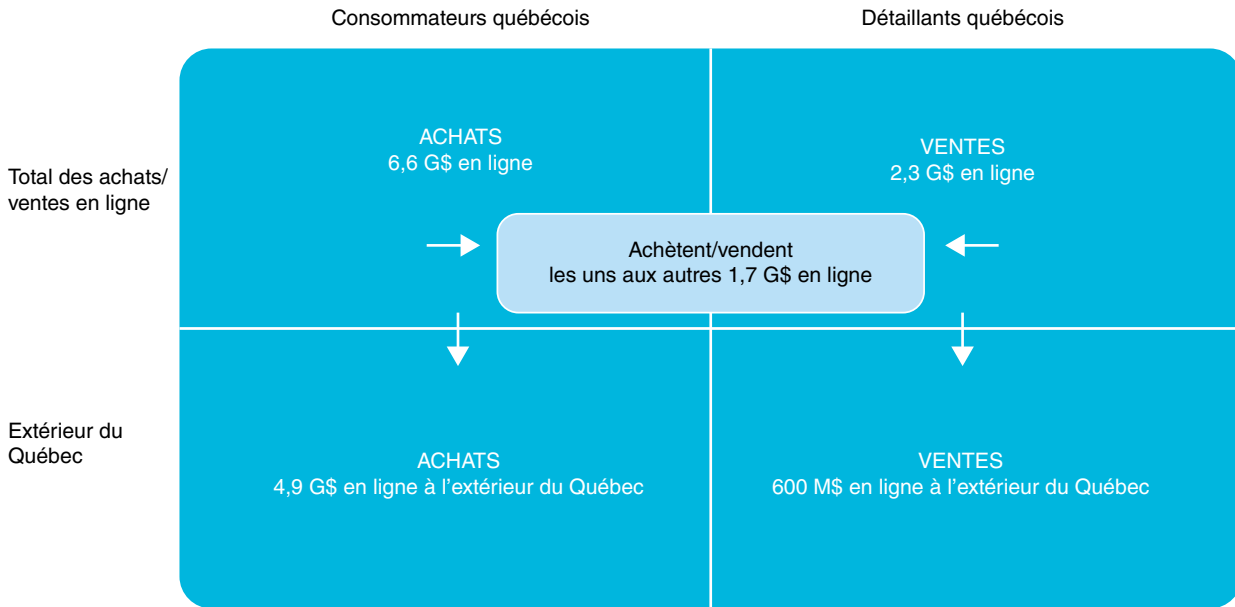 Consommateurs québécois
Détaillants québécois
Total des achats/
ventes en ligne
ACHATS
6,6 G$ en ligne
VENTES
2,3 G$ en ligne
Achètent/vendent
les uns aux autres 1,7 G$ en ligne
Extérieur du
Québec
ACHATS
4,9 G$ en ligne à l’extérieur du Québec
VENTES
600 M$ en ligne à l’extérieur du Québec